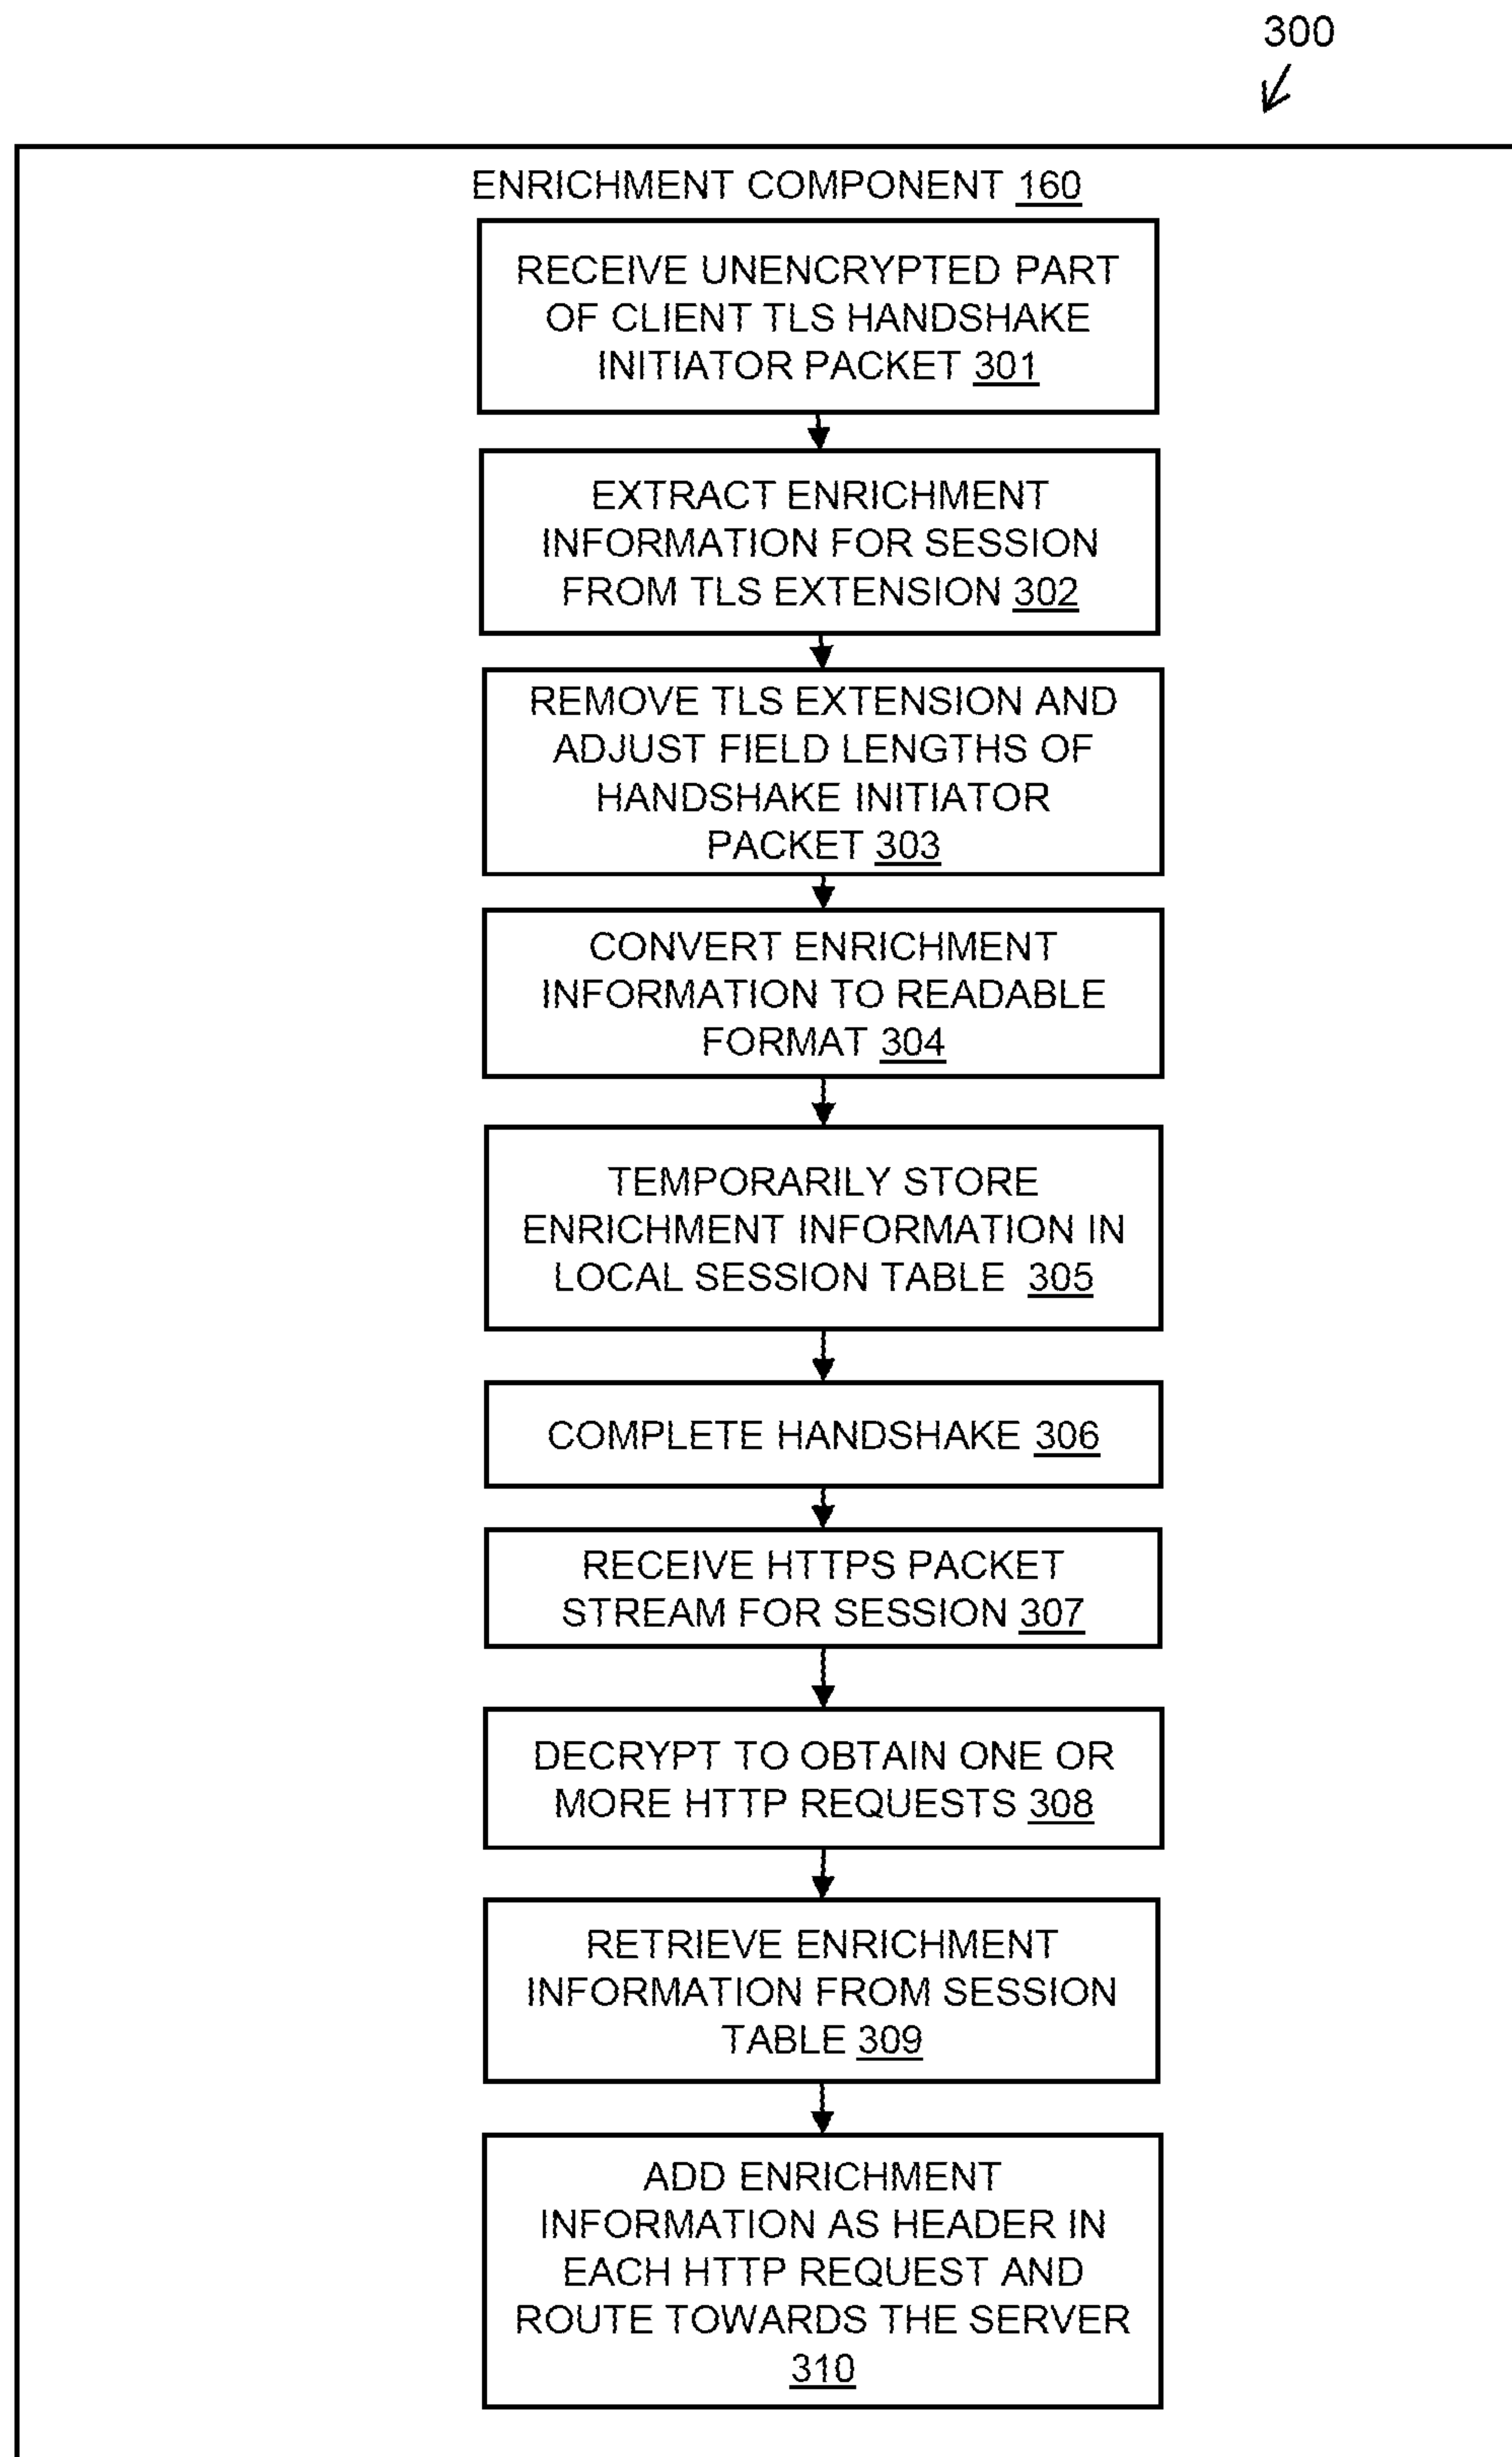 300
ENRICHMENT COMPONENT 160
RECEIVE UNENCRYPTED PART
OF CLIENT TLS HANDSHAKE
INITIATOR PACKET 301
EXTRACT ENRICHMENT
INFORMATION FOR SESSION
FROM TLS EXTENSION 302
REMOVE TLS EXTENSION AND
ADJUST FIELD LENGTHS OF
HANDSHAKE INITIATOR
PACKET 303
CONVERT ENRICHMENT
INFORMATION TO READABLE
FORMAT 304
TEMPORARILY STORE
ENRICHMENT INFORMATION IN
LOCAL SESSION TABLE 305
COMPLETE HANDSHAKE 306
RECEIVE HTTPS PACKET
STREAM FOR SESSION 307
DECRYPT TO OBTAIN ONE OR
MORE HTTP REQUESTS 308
RETRIEVE ENRICHMENT
INFORMATION FROM SESSION
TABLE 309
ADD ENRICHMENT
INFORMATION AS HEADER IN
EACH HTTP REQUEST AND
ROUTE TOWARDS THE SERVER
310